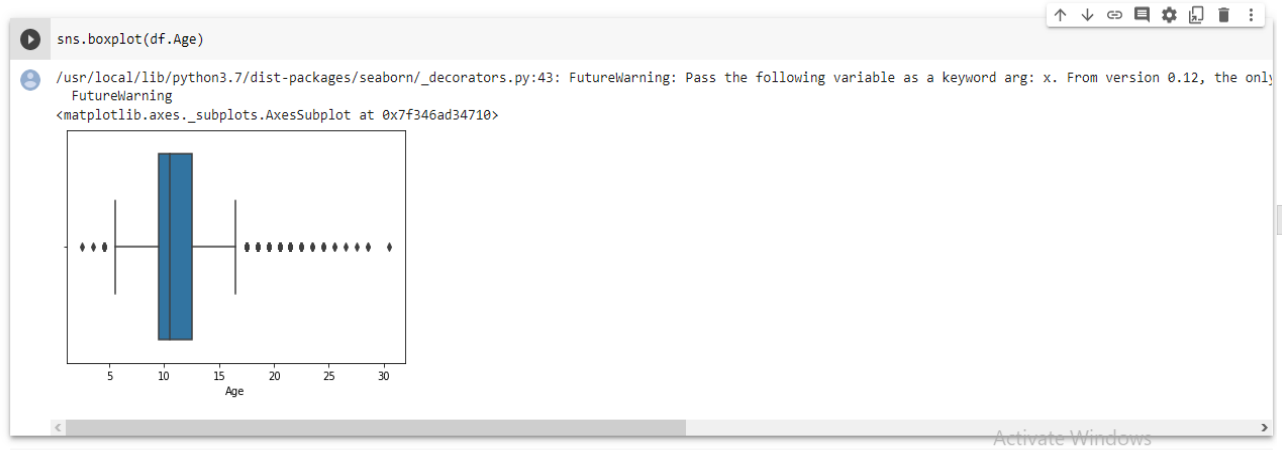 sns.boxplot(df.Age)
/usr/local/lib/python3.7/dist-packages/seaborn/_decorators.py:43: FutureWarning: Pass the following variable as a keyword arg: x. From version 0.12, the only
FutureWarning
<matplotlib.axes._subplots.AxesSubplot at 0x7f346ad34710>
5 10 15 20 25 30
Age
Activate Windows